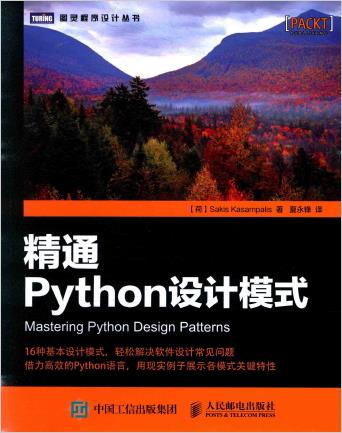 TURING 图灵程序设计丛书
[PACKT]
PUBLISHING
[荷] Sakis Kasampalis 著 夏永锋 译
精通
Python设计模式
Mastering Python Design Patterns
16种基本设计模式，轻松解决软件设计常见问题
借力高效的Python语言，用现实例子展示各模式关键特性
中国工信出版集团
人民邮电出版社
POSTS & TELECOM PRESS